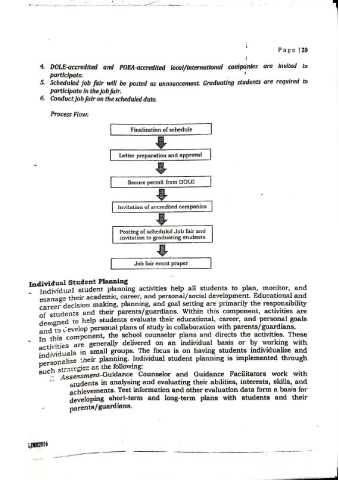 Page | 20
4. DOLE-accredited and POEA-accredited local/international companies are invited to
participate.
5. Scheduled job fair will be posted as announcement. Graduating students are required to
participate in the job fair.
6. Conduct job fair on the scheduled date.
Process Flow:
Finalization of schedule
Letter preparation and approval
Secure permit from DOLE
Invitation of accredited companies
Posting of scheduled Job fair and
invitation to graduating students
Job fair event proper
Individual Student Planning
- Individual student planning activities help all students to plan, monitor, and
manage their academic, career, and personal/social development. Educational and
career decision making, planning, and goal setting are primarily the responsibility
of students and their parents/guardians. Within this component, activities are
designed to help students evaluate their educational, career, and personal goals
and to develop personal plans of study in collaboration with parents/guardians.
- In this component, the school counselor plans and directs the activities. These
activities are generally delivered on an individual basis or by working with
individuals in small groups. The focus is on having students individualize and
personalize their planning. Individual student planning is implemented through
such strategies as the following:
Assessment-Guidance Counselor and Guidance Facilitators work with
students in analysing and evaluating their abilities, interests, skills, and
achievements. Test information and other evaluation data form a basis for
developing short-term and long-term plans with students and their
parents/guardians.